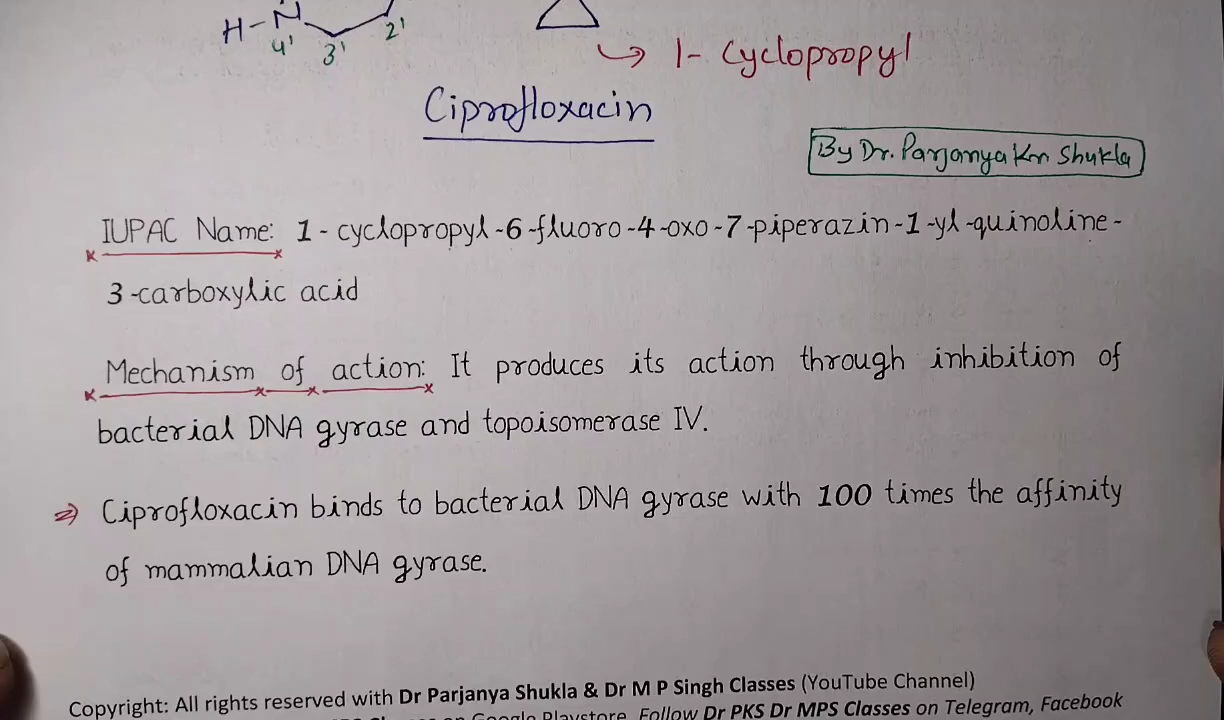 H-N
4' 3' 2'
1- Cyclopropyl
Ciprofloxacin
By Dr. Parjanya Kr Shukla
IUPAC Name: 1-cyclopropyl-6-fluoro-4-oxo-7-piperazin-1-yl-quinoline-
3-carboxylic acid
Mechanism of action: It produces its action through inhibition of
bacterial DNA gyrase and topoisomerase IV.
⇒ Ciprofloxacin binds to bacterial DNA gyrase with 100 times the affinity
of mammalian DNA gyrase.
Copyright: All rights reserved with Dr Parjanya Shukla & Dr M P Singh Classes (YouTube Channel)
on Google Playstore. Follow Dr PKS Dr MPS Classes on Telegram, Facebook